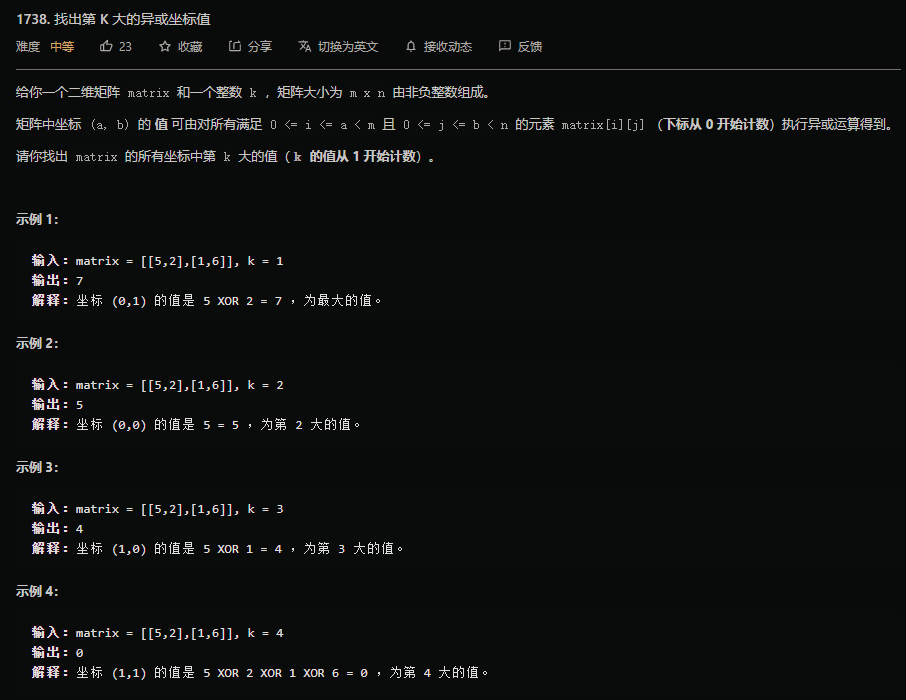 1738. 找出第 K 大的异或坐标值
难度 中等 23 收藏 分享 切换为英文 接收动态 反馈
给你一个二维矩阵 matrix 和一个整数 k ，矩阵大小为 m x n 由非负整数组成。
矩阵中坐标 (a, b) 的 值 可由对所有满足 0 <= i <= a < m 且 0 <= j <= b < n 的元素 matrix[i][j] （下标从 0 开始计数）执行异或运算得到。
请你找出 matrix 的所有坐标中第 k 大的值（k 的值从 1 开始计数）。
示例 1：
输入：matrix = [[5,2],[1,6]], k = 1
输出：7
解释：坐标 (0,1) 的值是 5 XOR 2 = 7 ，为最大的值。
示例 2：
输入：matrix = [[5,2],[1,6]], k = 2
输出：5
解释：坐标 (0,0) 的值是 5 = 5 ，为第 2 大的值。
示例 3：
输入：matrix = [[5,2],[1,6]], k = 3
输出：4
解释：坐标 (1,0) 的值是 5 XOR 1 = 4 ，为第 3 大的值。
示例 4：
输入：matrix = [[5,2],[1,6]], k = 4
输出：0
解释：坐标 (1,1) 的值是 5 XOR 2 XOR 1 XOR 6 = 0 ，为第 4 大的值。